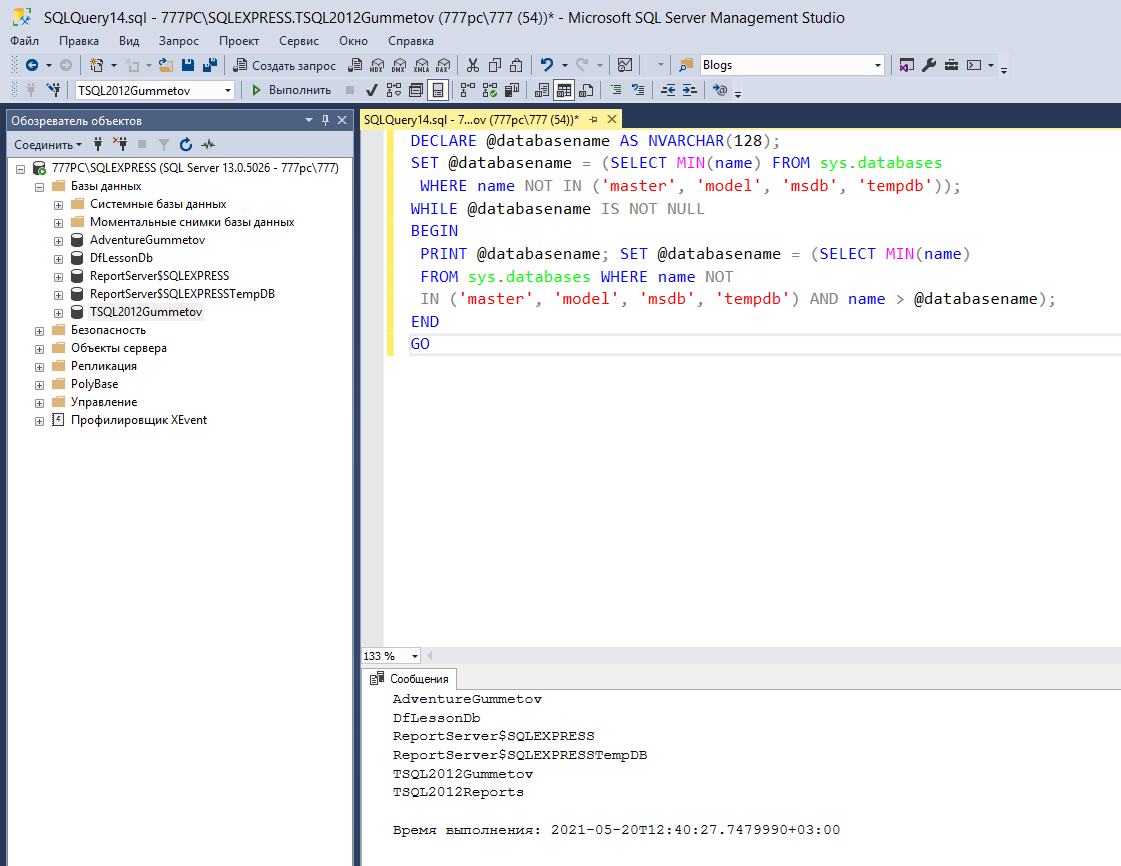 SQLQuery14.sql - 777PC\SQLEXPRESS.TSQL2012Gummetov (777pc\777 (54))* - Microsoft SQL Server Management Studio
Файл Правка Вид Запрос Проект Сервис Окно Справка
Создать запрос MDX DMX XMLA DAX Blogs
TSQL2012Gummetov Выполнить
Обозреватель объектов
Соединить
777PC\SQLEXPRESS (SQL Server 13.0.5026 - 777pc\777)
Базы данных
Системные базы данных
Моментальные снимки базы данных
AdventureGummetov
DfLessonDb
ReportServer$SQLEXPRESS
ReportServer$SQLEXPRESSTempDB
TSQL2012Gummetov
Безопасность
Объекты сервера
Репликация
PolyBase
Управление
Профилировщик XEvent
SQLQuery14.sql - 7...ov (777pc\777 (54))*
DECLARE @databasename AS NVARCHAR(128);
SET @databasename = (SELECT MIN(name) FROM sys.databases
WHERE name NOT IN ('master', 'model', 'msdb', 'tempdb'));
WHILE @databasename IS NOT NULL
BEGIN
PRINT @databasename; SET @databasename = (SELECT MIN(name)
FROM sys.databases WHERE name NOT
IN ('master', 'model', 'msdb', 'tempdb') AND name > @databasename);
END
GO
133 %
Сообщения
AdventureGummetov
DfLessonDb
ReportServer$SQLEXPRESS
ReportServer$SQLEXPRESSTempDB
TSQL2012Gummetov
TSQL2012Reports
Время выполнения: 2021-05-20T12:40:27.7479990+03:00